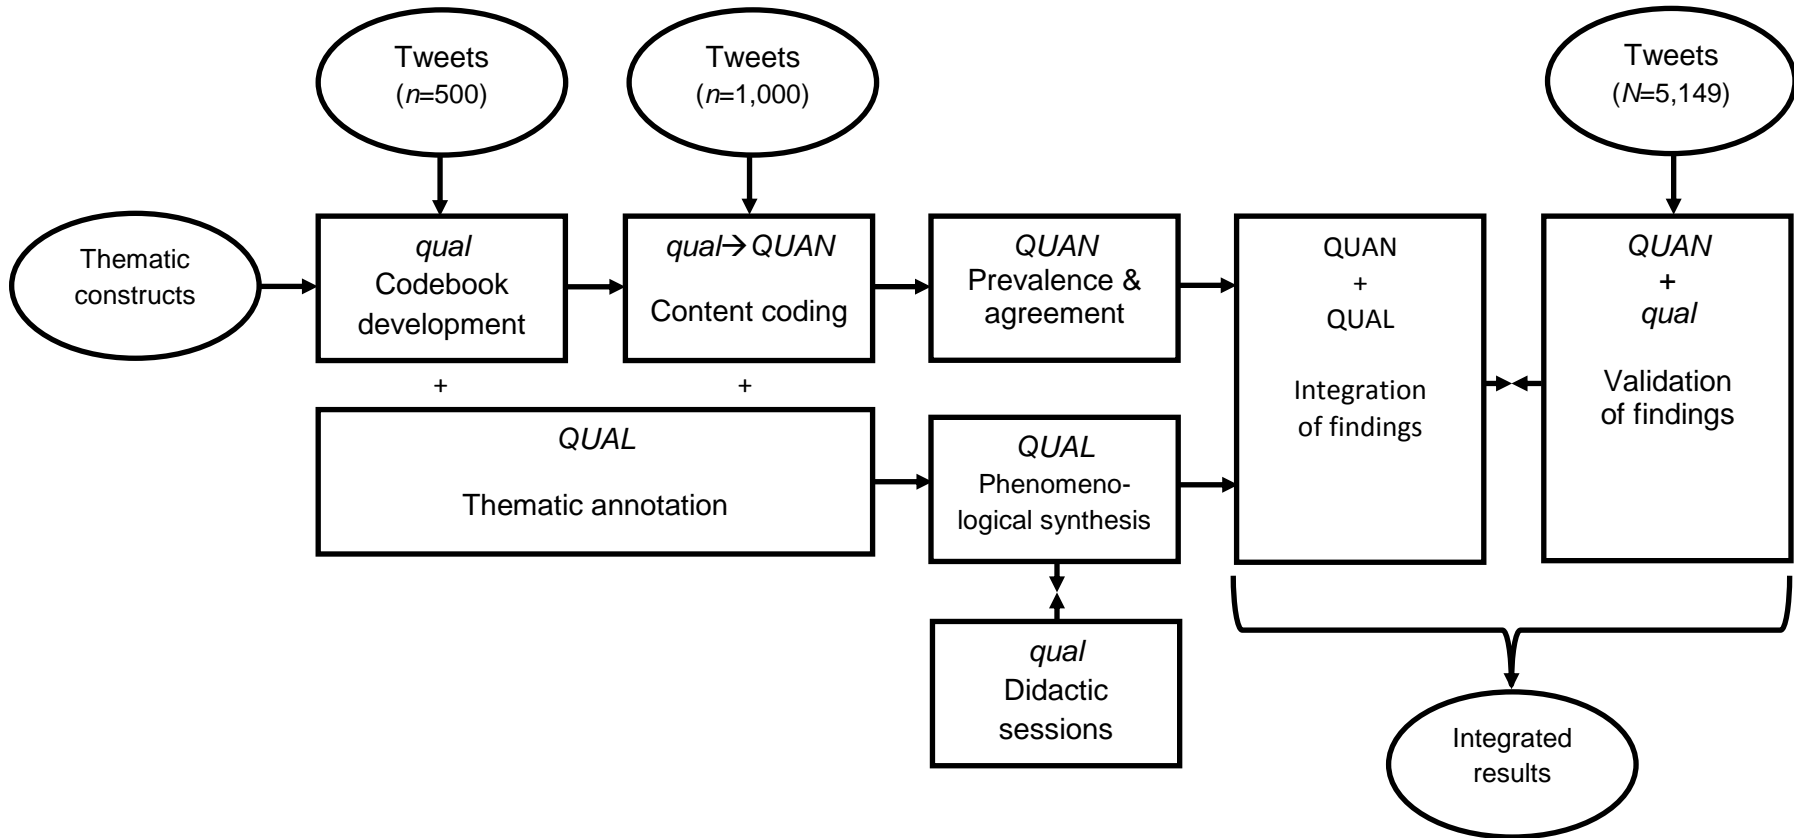 Tweets
(n=500)
Tweets
(n=1,000)
Tweets
(N=5,149)
Thematic
constructs
qual
Codebook
development
qual→QUAN
Content coding
QUAN
Prevalence &
agreement
QUAN
+
QUAL
Integration
of findings
QUAN
+
qual
Validation
of findings
+
+
QUAL
Thematic annotation
QUAL
Phenomeno-
logical synthesis
qual
Didactic
sessions
Integrated
results